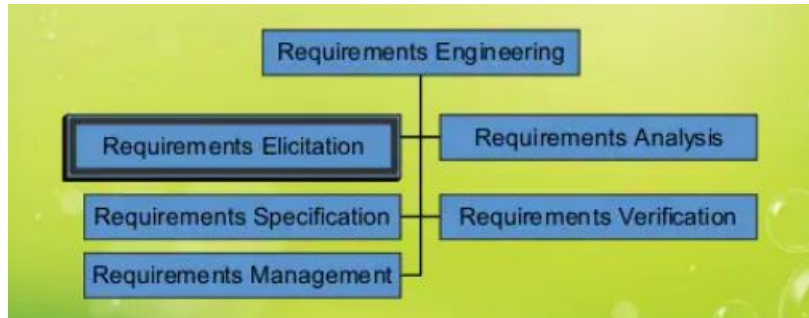 Requirements Engineering
Requirements Elicitation
Requirements Analysis
Requirements Specification
Requirements Verification
Requirements Management